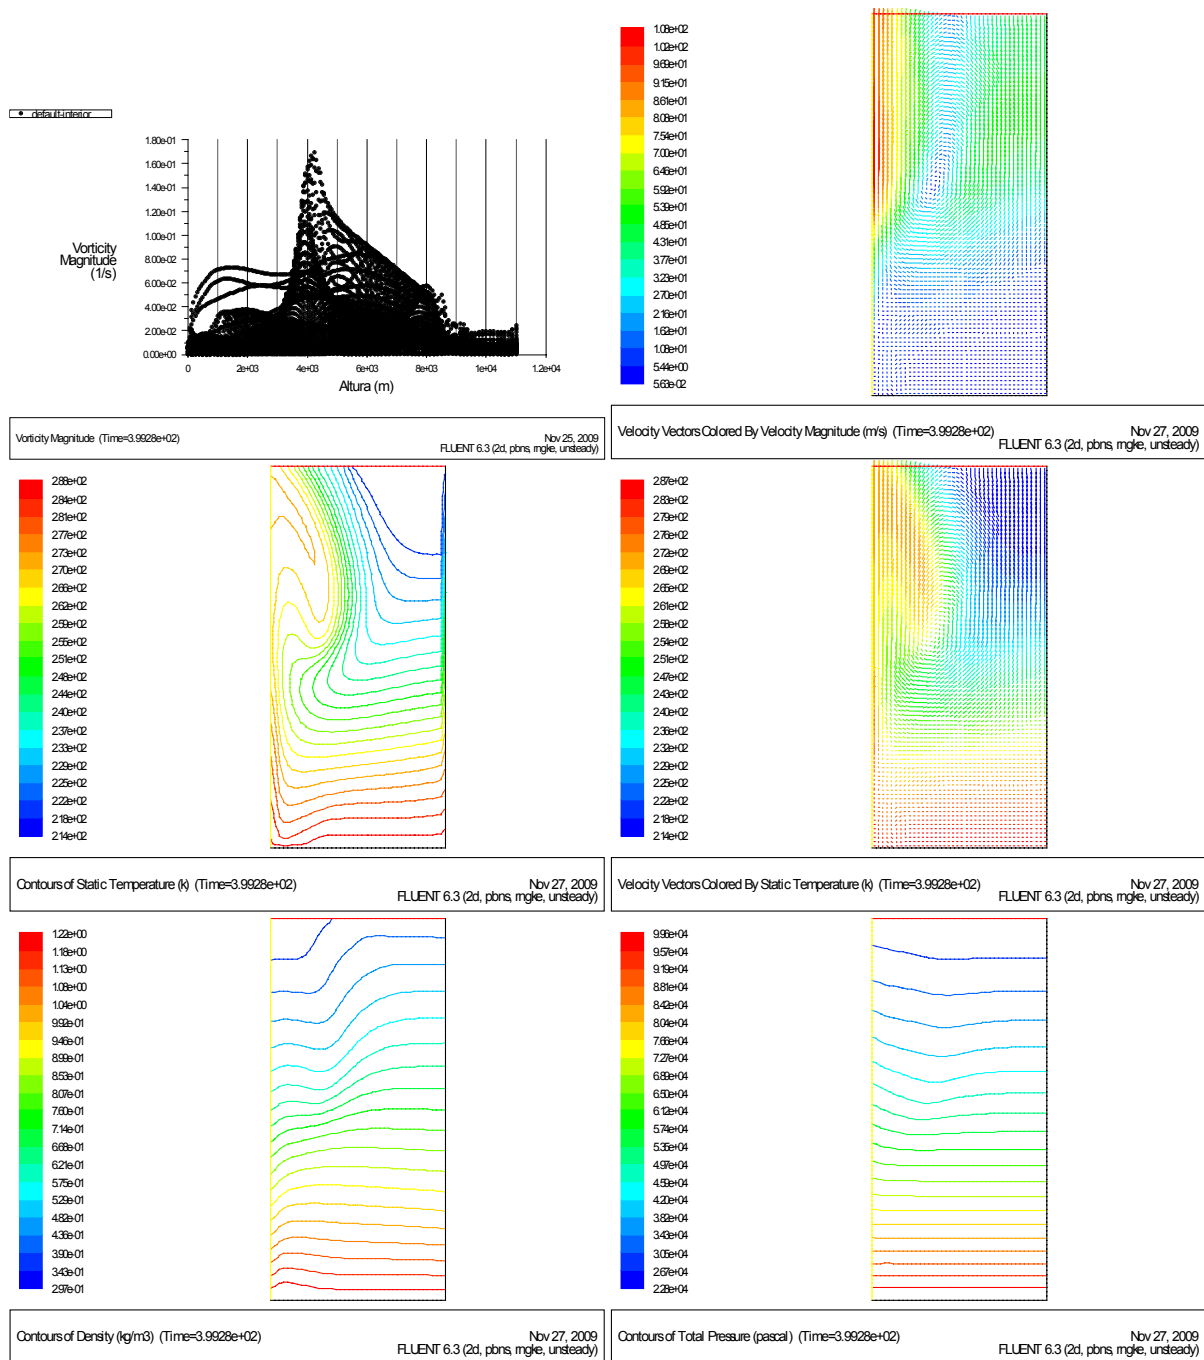 default-interior
1.80e-01
1.60e-01
1.40e-01
1.20e-01
1.00e-01
8.00e-02
6.00e-02
4.00e-02
2.00e-02
0.00e+00
Vorticity
Magnitude
(1/s)
0 2e+03 4e+03 6e+03 8e+03 1e+04 1.2e+04
Altura (m)
Vorticity Magnitude (Time=3.9928e+02) Nov 25, 2009
FLUENT 6.3 (2d, pbns, rngke, unsteady)
1.08e+02
1.02e+02
9.69e+01
9.15e+01
8.61e+01
8.08e+01
7.54e+01
7.00e+01
6.46e+01
5.92e+01
5.39e+01
4.85e+01
4.31e+01
3.77e+01
3.23e+01
2.70e+01
2.16e+01
1.62e+01
1.08e+01
5.44e+00
5.63e-02
Velocity Vectors Colored By Velocity Magnitude (m/s) (Time=3.9928e+02) Nov 27, 2009
FLUENT 6.3 (2d, pbns, rngke, unsteady)
2.88e+02
2.84e+02
2.81e+02
2.77e+02
2.73e+02
2.70e+02
2.66e+02
2.62e+02
2.59e+02
2.55e+02
2.51e+02
2.48e+02
2.44e+02
2.40e+02
2.37e+02
2.33e+02
2.29e+02
2.25e+02
2.22e+02
2.18e+02
2.14e+02
Contours of Static Temperature (k) (Time=3.9928e+02) Nov 27, 2009
FLUENT 6.3 (2d, pbns, rngke, unsteady)
2.87e+02
2.83e+02
2.79e+02
2.76e+02
2.72e+02
2.69e+02
2.65e+02
2.61e+02
2.58e+02
2.54e+02
2.51e+02
2.47e+02
2.43e+02
2.40e+02
2.36e+02
2.32e+02
2.29e+02
2.25e+02
2.22e+02
2.18e+02
2.14e+02
Velocity Vectors Colored By Static Temperature (k) (Time=3.9928e+02) Nov 27, 2009
FLUENT 6.3 (2d, pbns, rngke, unsteady)
1.22e+00
1.18e+00
1.13e+00
1.08e+00
1.04e+00
9.92e-01
9.46e-01
8.99e-01
8.53e-01
8.07e-01
7.60e-01
7.14e-01
6.68e-01
6.21e-01
5.75e-01
5.29e-01
4.82e-01
4.36e-01
3.90e-01
3.43e-01
2.97e-01
Contours of Density (kg/m3) (Time=3.9928e+02) Nov 27, 2009
FLUENT 6.3 (2d, pbns, rngke, unsteady)
9.96e+04
9.57e+04
9.19e+04
8.81e+04
8.42e+04
8.04e+04
7.66e+04
7.27e+04
6.89e+04
6.50e+04
6.12e+04
5.74e+04
5.35e+04
4.97e+04
4.59e+04
4.20e+04
3.82e+04
3.43e+04
3.05e+04
2.67e+04
2.28e+04
Contours of Total Pressure (pascal) (Time=3.9928e+02) Nov 27, 2009
FLUENT 6.3 (2d, pbns, rngke, unsteady)